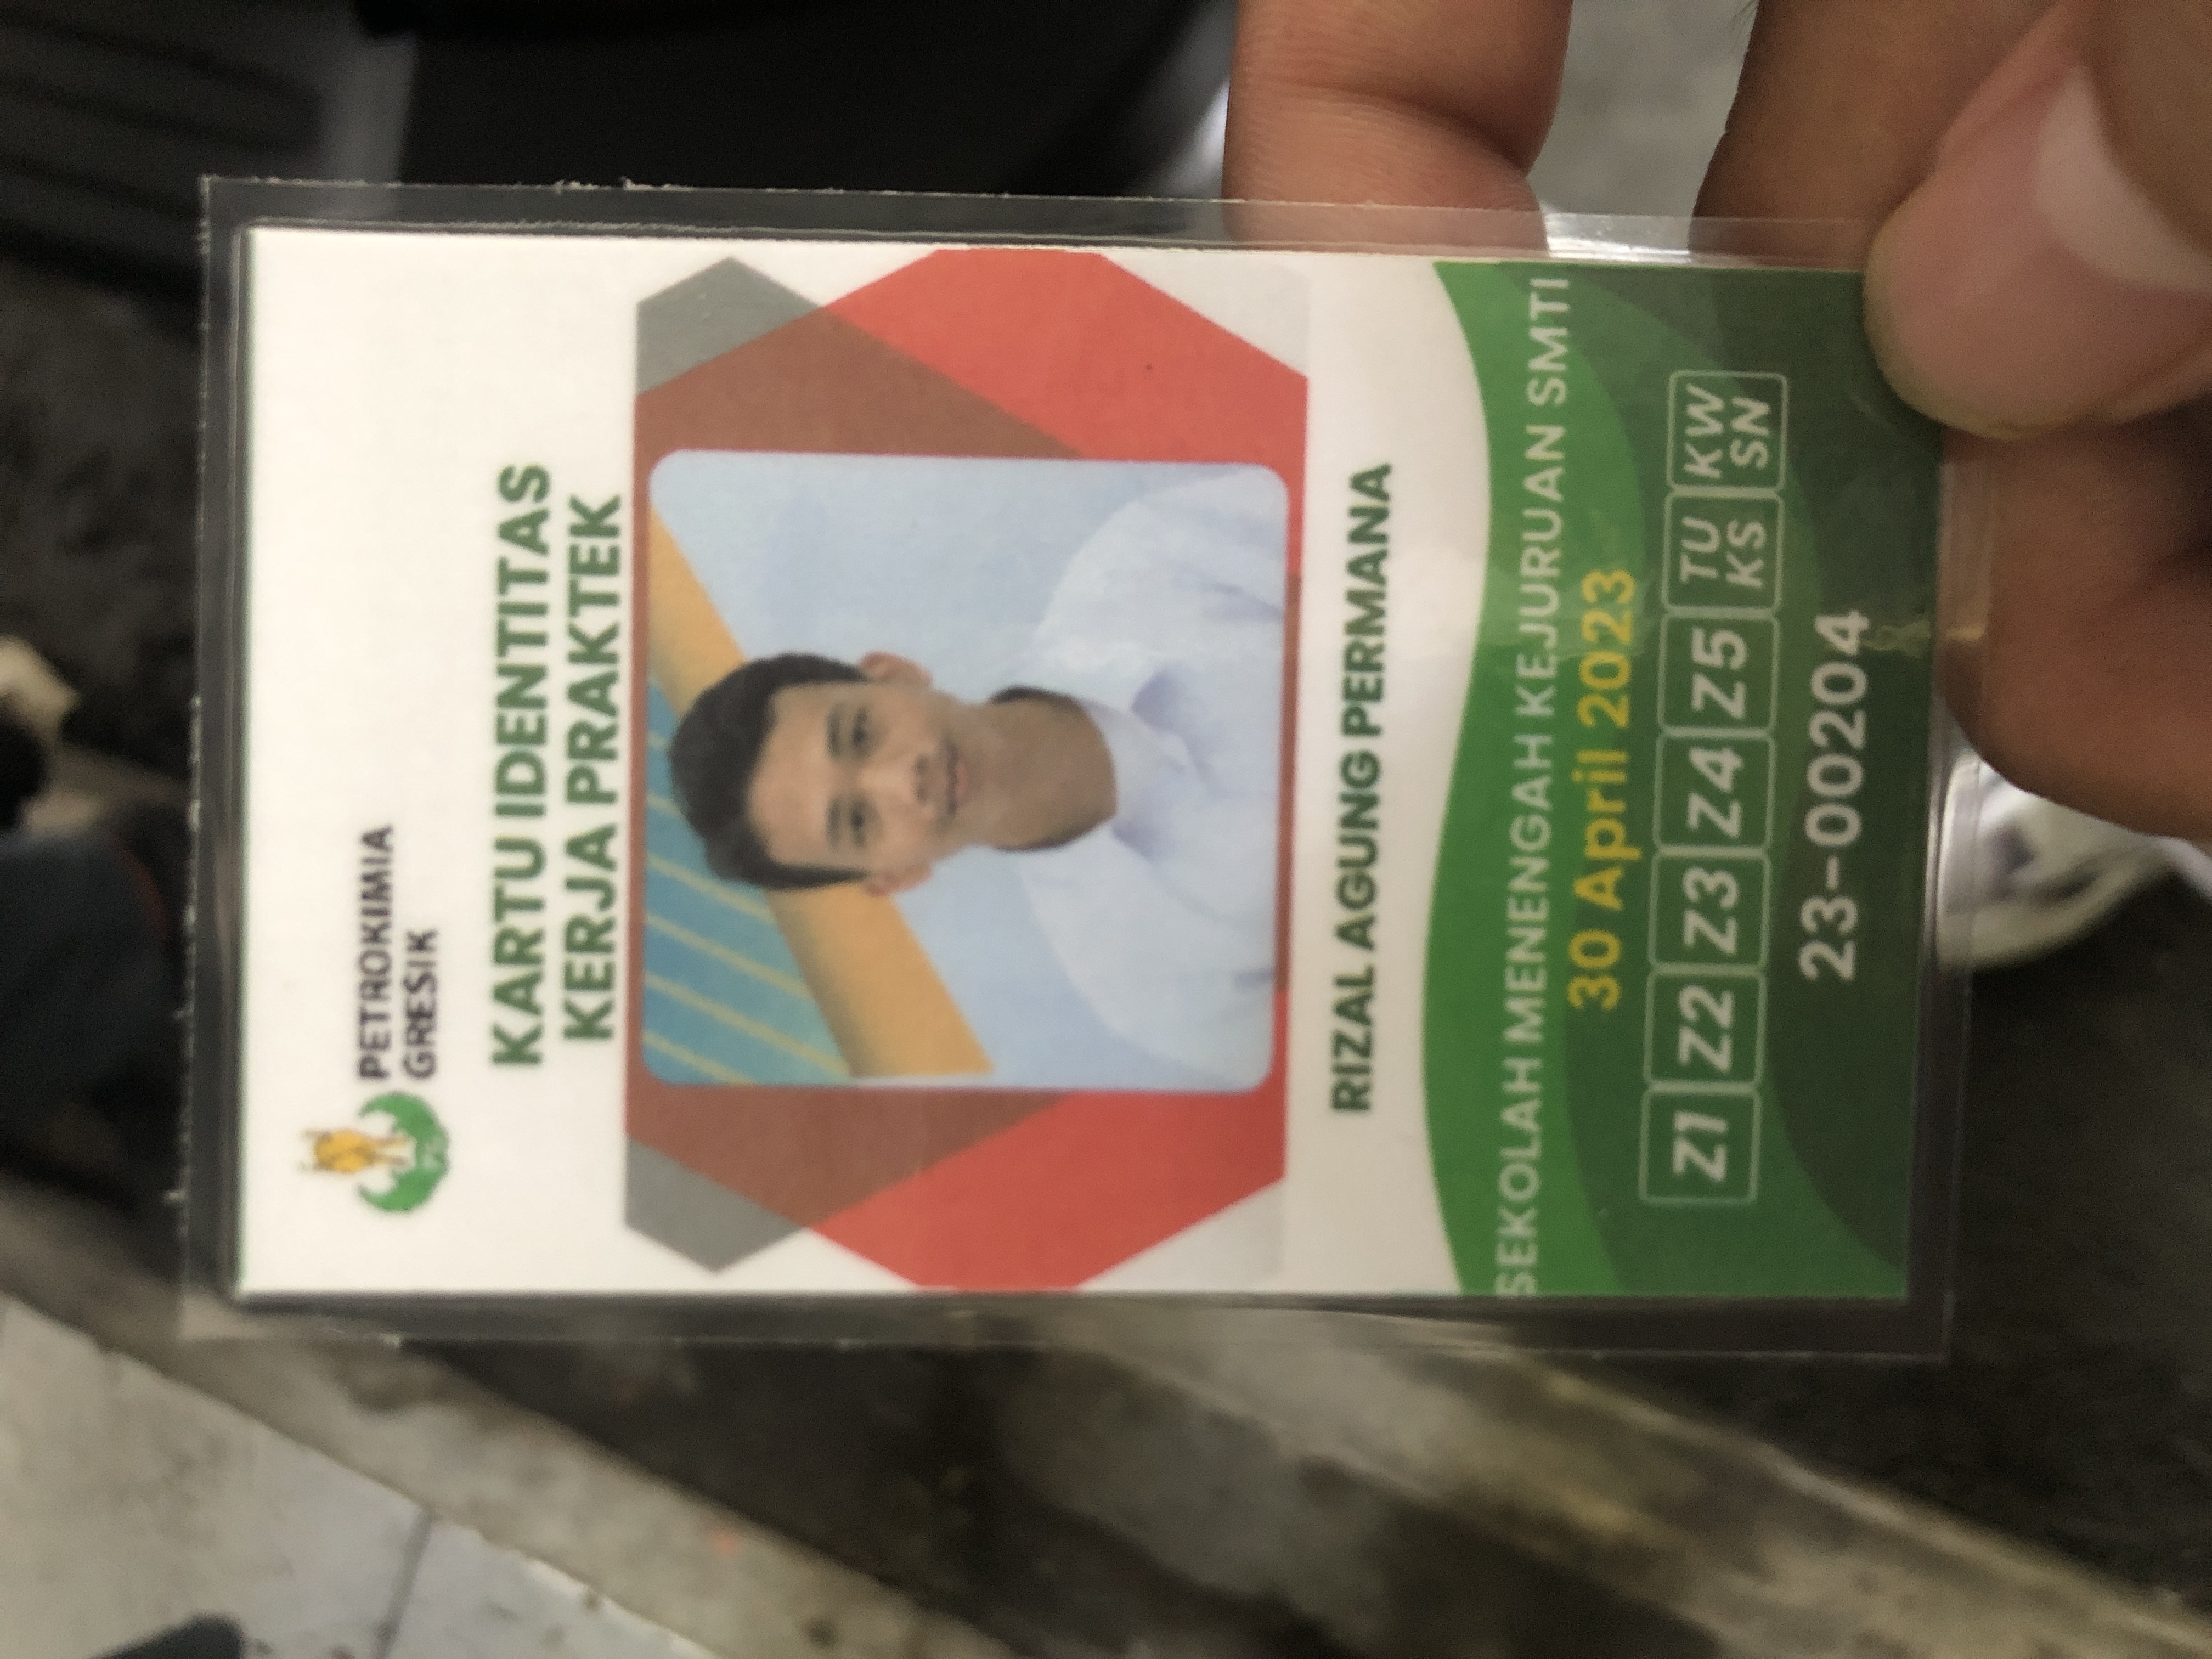 PETROKIMIA
GRESIK
KARTU IDENTITAS
KERJA PRAKTEK
RIZAL AGUNG PERMANA
SEKOLAH MENENGAH KEJURUAN SMTI
30 April 2023
Z1 Z2 Z3 Z4 Z5 TU KS KW SN
23-00204